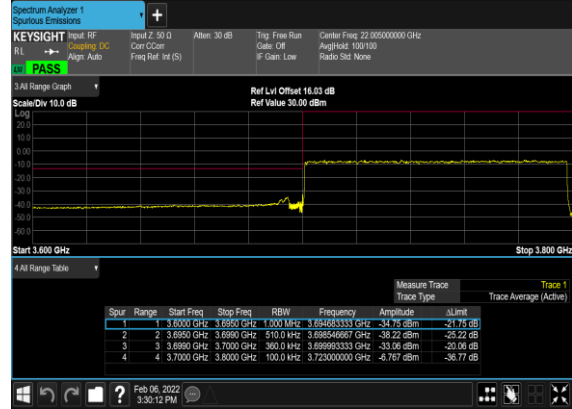 Spectrum Analyzer 1
Spurious Emissions
+
KEYSIGHT Input: RF Input Z: 50 Ω Atten: 30 dB Trig: Free Run Center Freq: 22.005000000 GHz
RL Coupling: DC Corr CCorr Gate: Off Avg|Hold: 100/100
Align: Auto Freq Ref: Int (S) IF Gain: Low Radio Std: None
PASS
3 All Range Graph
Ref Lvl Offset 16.03 dB
Scale/Div 10.0 dB Ref Value 30.00 dBm
Log
20.0
10.0
0.00
-10.0
-20.0
-30.0
-40.0
-50.0
-60.0
Start 3.600 GHz Stop 3.800 GHz
4 All Range Table
Measure Trace Trace 1
Trace Type Trace Average (Active)
Spur Range Start Freq Stop Freq RBW Frequency Amplitude ΔLimit
1 1 3.6000 GHz 3.6950 GHz 1.000 MHz 3.694683333 GHz -34.75 dBm -21.75 dB
2 2 3.6950 GHz 3.6990 GHz 510.0 kHz 3.698546667 GHz -38.22 dBm -25.22 dB
3 3 3.6990 GHz 3.7000 GHz 360.0 kHz 3.699993333 GHz -33.06 dBm -20.06 dB
4 4 3.7000 GHz 3.8000 GHz 100.0 kHz 3.723000000 GHz -6.767 dBm -36.77 dB
? Feb 06, 2022
3:30:12 PM